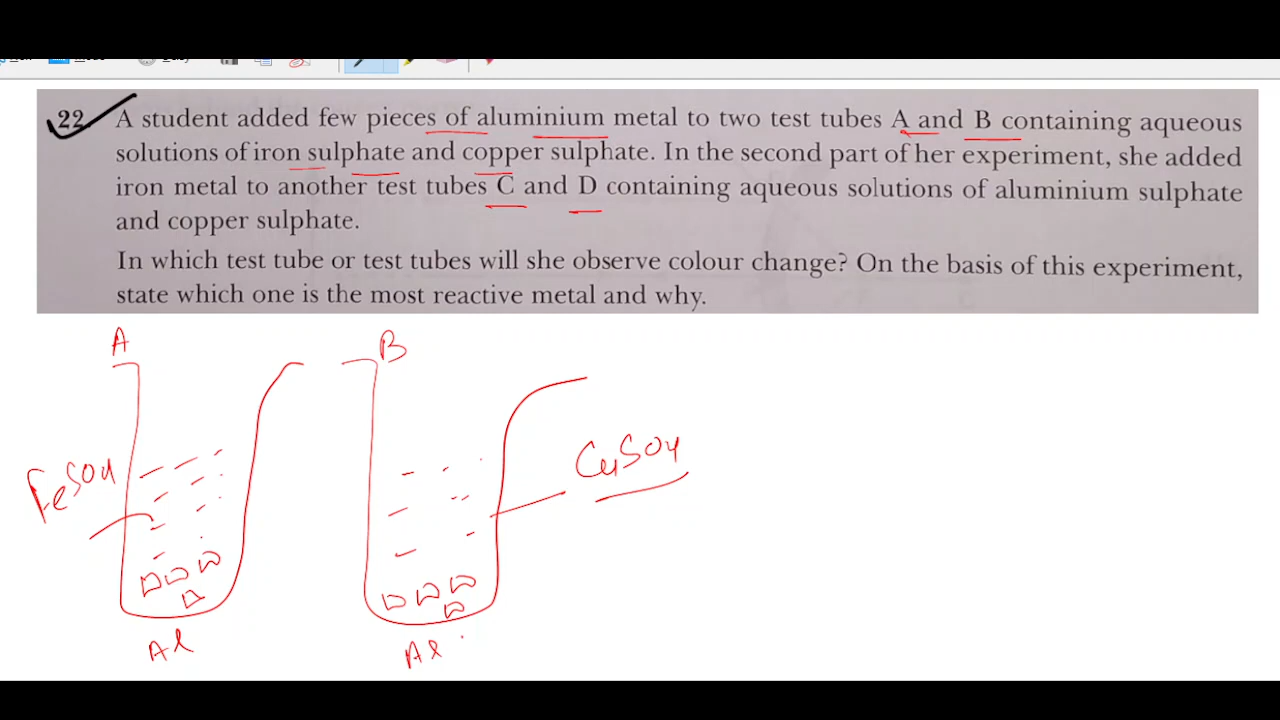 22 A student added few pieces of aluminium metal to two test tubes A and B containing aqueous
solutions of iron sulphate and copper sulphate. In the second part of her experiment, she added
iron metal to another test tubes C and D containing aqueous solutions of aluminium sulphate
and copper sulphate.
In which test tube or test tubes will she observe colour change? On the basis of this experiment,
state which one is the most reactive metal and why.
A
B
FeSO4
CuSO4
Al
Al